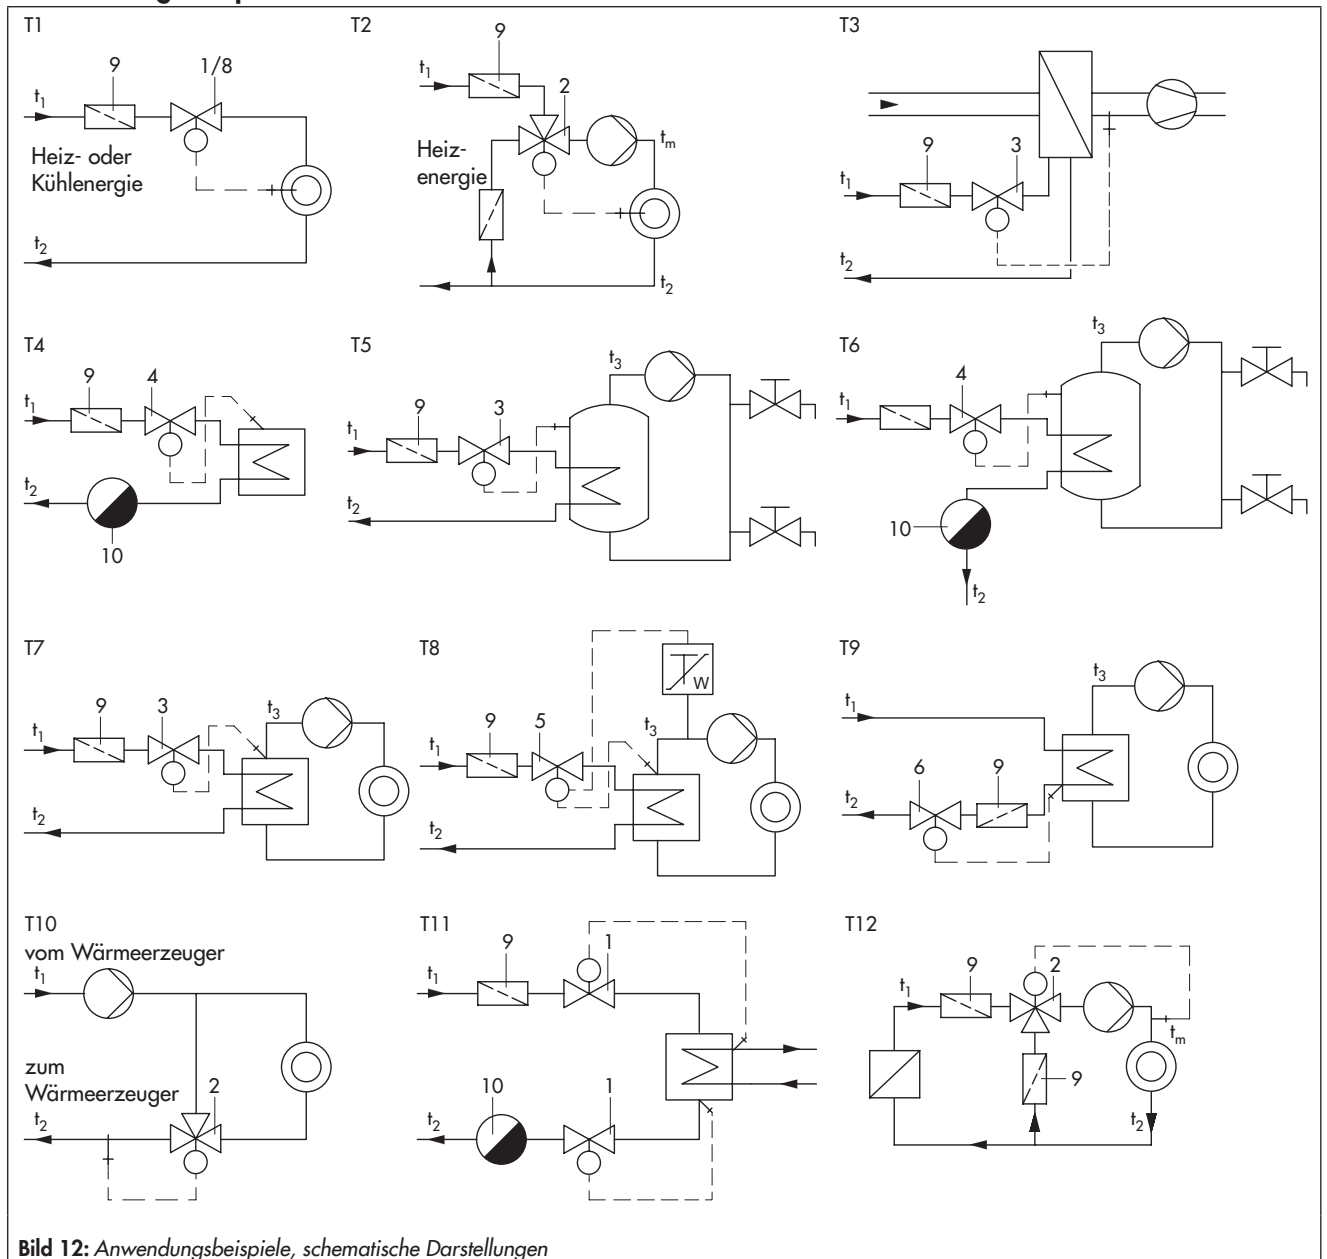 T1
9
1/8
t1
Heiz- oder
Kühlenergie
t2
T2
9
t1
2
tm
Heiz-
energie
t2
T3
9
3
t1
t2
T4
9
4
t1
t2
10
T5
t3
9
3
t1
t2
T6
t3
4
t1
10
t2
T7
9
3
t3
t1
t2
T8
W
9
5
t3
t1
t2
T9
t3
t1
6
9
t2
T10
vom Wärmeerzeuger
t1
zum
Wärmeerzeuger
2
t2
T11
9
1
t1
10
1
t2
T12
9
2
t1
tm
9
t2
Bild 12: Anwendungsbeispiele, schematische Darstellungen